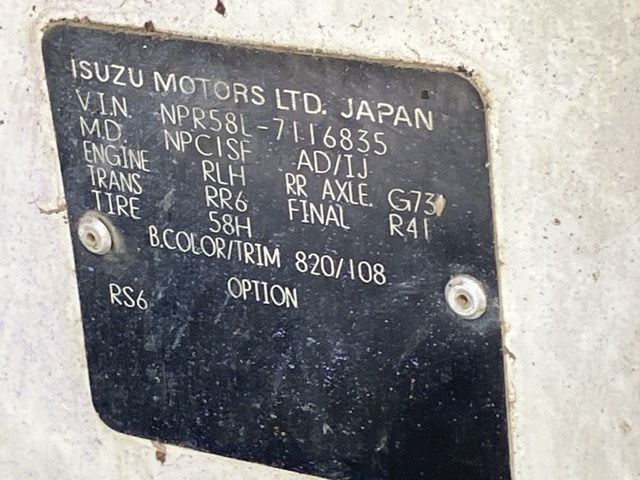 ISUZU MOTORS LTD. JAPAN
V.I.N. NPR58L-7116835
M.D. NPC1SF AD/IJ
ENGINE RLH RR AXLE. G73
TRANS RR6 FINAL R41
TIRE 58H
B.COLOR/TRIM 820/108
RS6 OPTION